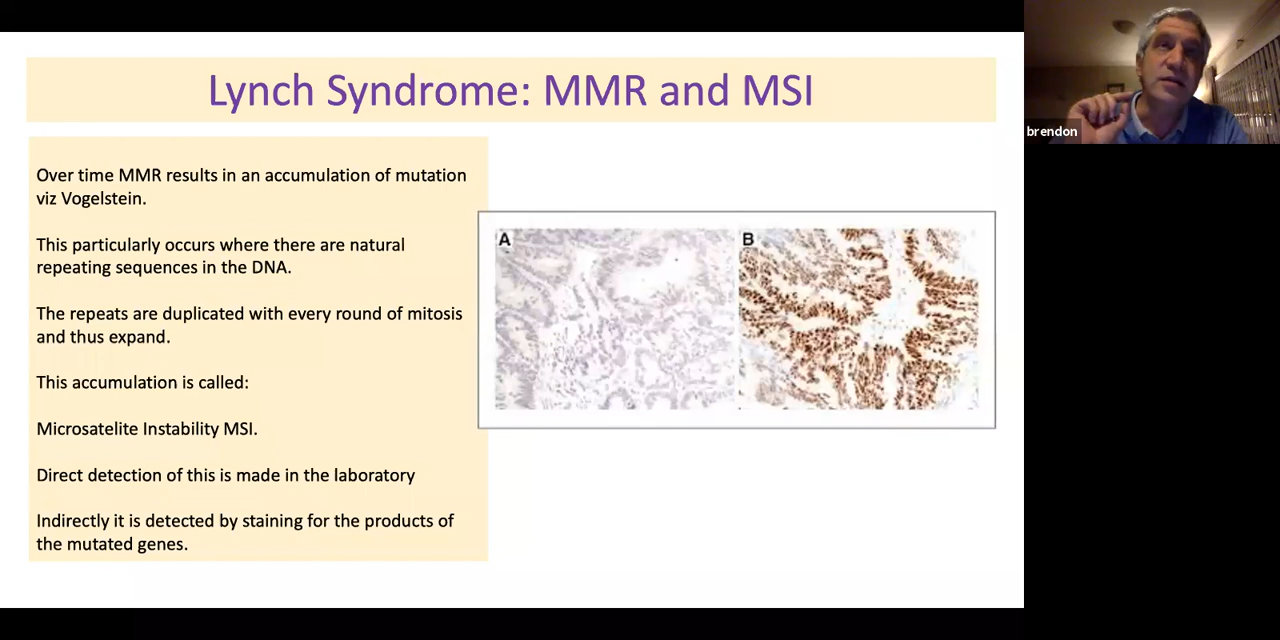 Lynch Syndrome: MMR and MSI
Over time MMR results in an accumulation of mutation
viz Vogelstein.
This particularly occurs where there are natural
repeating sequences in the DNA.
The repeats are duplicated with every round of mitosis
and thus expand.
This accumulation is called:
Microsatelite Instability MSI.
Direct detection of this is made in the laboratory
Indirectly it is detected by staining for the products of
the mutated genes.
A
B
brendon